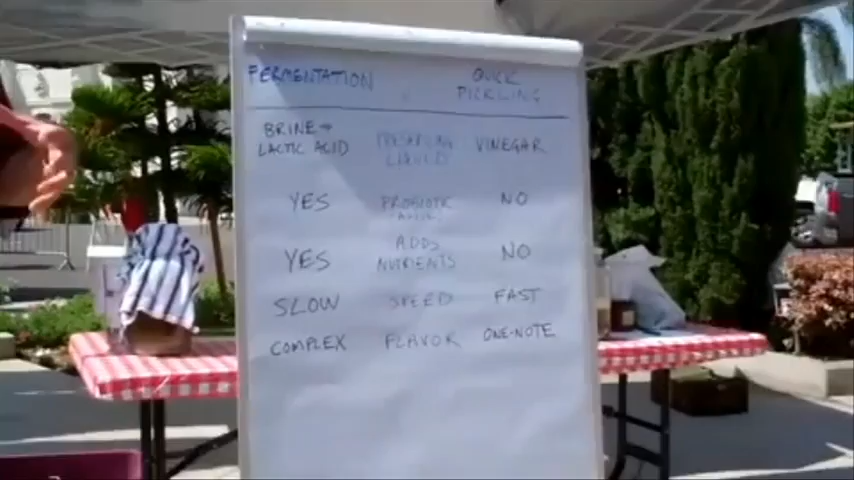 FERMENTATION
QUICK
PICKLING
BRINE→
LACTIC ACID
PRESERVING
LIQUID
VINEGAR
YES
PROBIOTIC
NO
YES
ADDS
NUTRIENTS
NO
SLOW
SPEED
FAST
COMPLEX
FLAVOR
ONE-NOTE